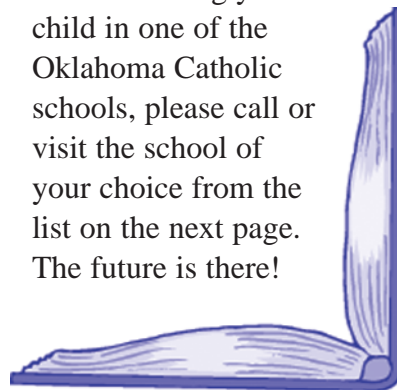 child in one of the
Oklahoma Catholic
schools, please call or
visit the school of
your choice from the
list on the next page.
The future is there!